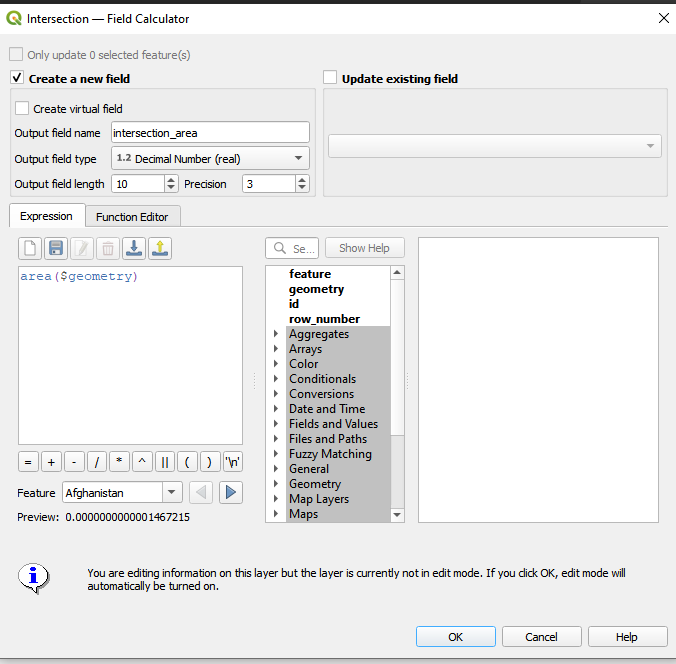 Intersection — Field Calculator
Only update 0 selected feature(s)
Create a new field
Update existing field
Create virtual field
Output field name intersection_area
Output field type 1.2 Decimal Number (real)
Output field length 10 Precision 3
Expression Function Editor
Se... Show Help
area($geometry)
feature
geometry
id
row_number
Aggregates
Arrays
Color
Conditionals
Conversions
Date and Time
Fields and Values
Files and Paths
Fuzzy Matching
General
Geometry
Map Layers
Maps
= + - / * ^ || ( ) '\n'
Feature Afghanistan
Preview: 0.0000000000001467215
You are editing information on this layer but the layer is currently not in edit mode. If you click OK, edit mode will
automatically be turned on.
OK Cancel Help